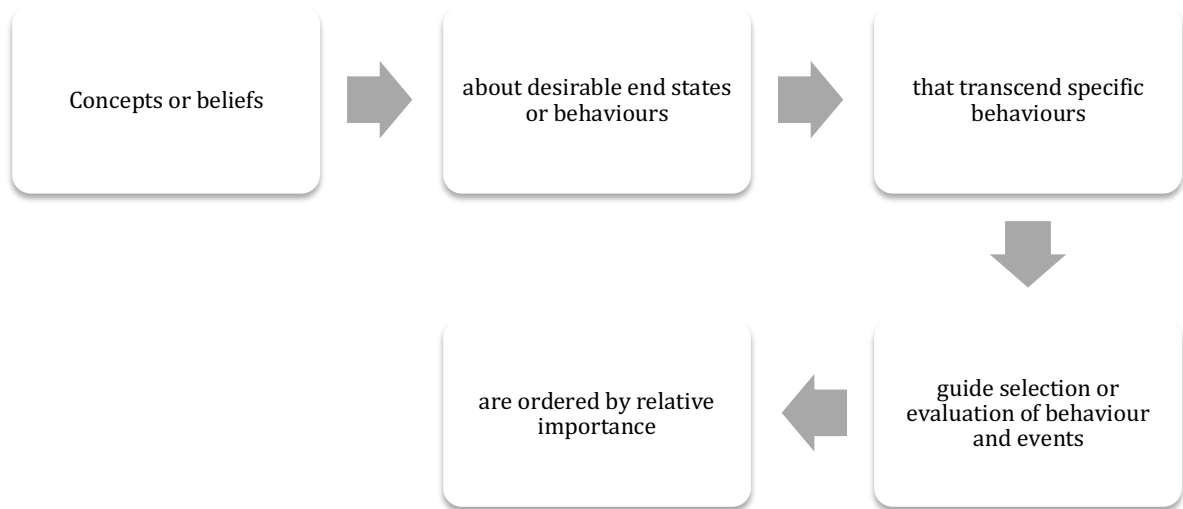 Concepts or beliefs
about desirable end states
or behaviours
that transcend specific
behaviours
guide selection or
evaluation of behaviour
and events
are ordered by relative
importance